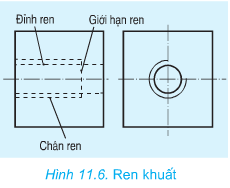 Đỉnh ren Giới hạn ren
Chân ren
Hình 11.6. Ren khuất